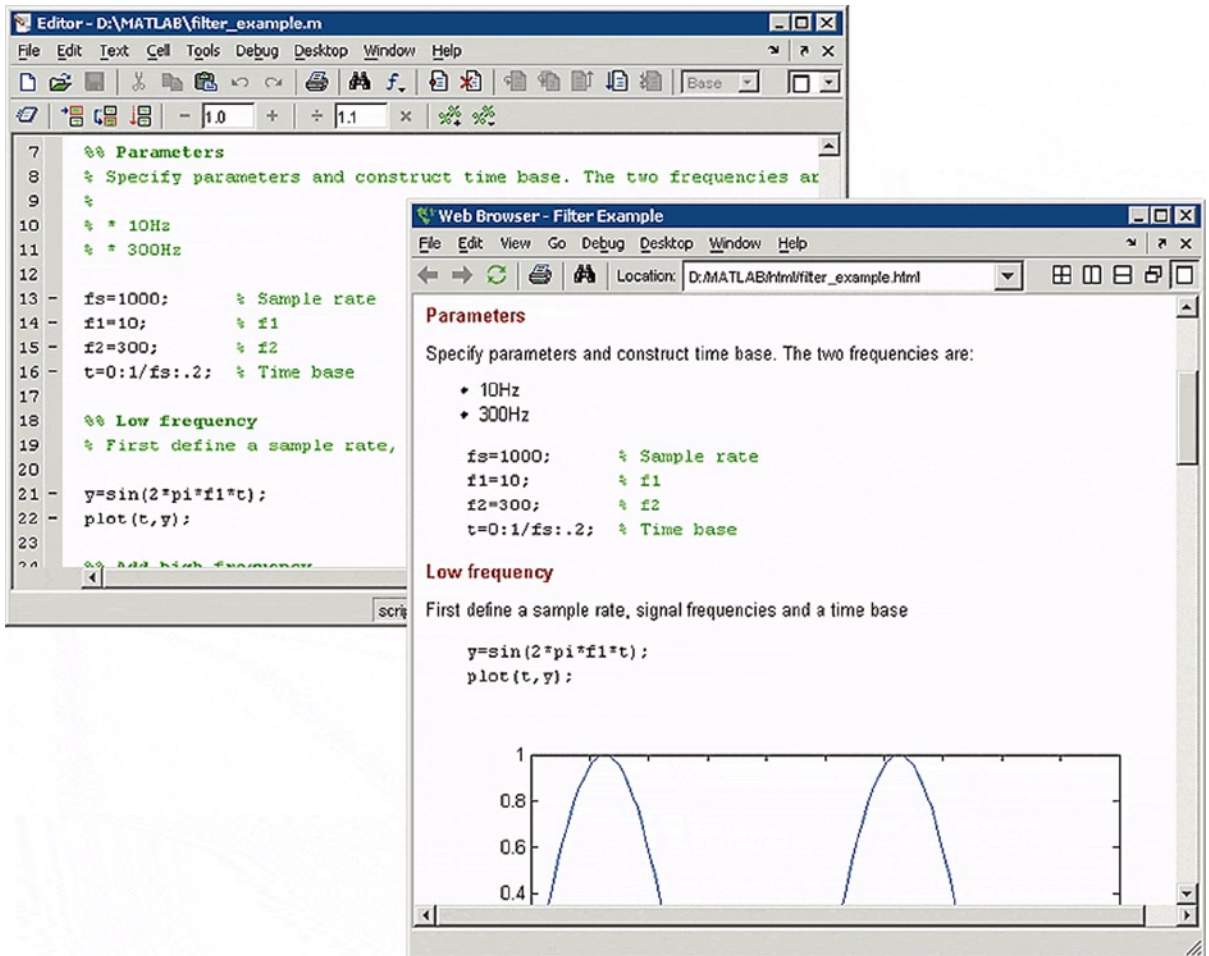 Editor - D:\MATLAB\filter_example.m
File Edit Text Cell Tools Debug Desktop Window Help
Base
- 1.0 + ÷ 1.1 ×
7 %% Parameters
8 % Specify parameters and construct time base. The two frequencies ar
9 %
10 % * 10Hz
11 % * 300Hz
12
13 - fs=1000; % Sample rate
14 - f1=10; % f1
15 - f2=300; % f2
16 - t=0:1/fs:.2; % Time base
17
18 %% Low frequency
19 % First define a sample rate,
20
21 - y=sin(2*pi*f1*t);
22 - plot(t,y);
23
24 %% Add high frequency
scrip
Web Browser - Filter Example
File Edit View Go Debug Desktop Window Help
Location: D:/MATLAB/html/filter_example.html
Parameters
Specify parameters and construct time base. The two frequencies are:
• 10Hz
• 300Hz
fs=1000; % Sample rate
f1=10; % f1
f2=300; % f2
t=0:1/fs:.2; % Time base
Low frequency
First define a sample rate, signal frequencies and a time base
y=sin(2*pi*f1*t);
plot(t,y);
1
0.8
0.6
0.4